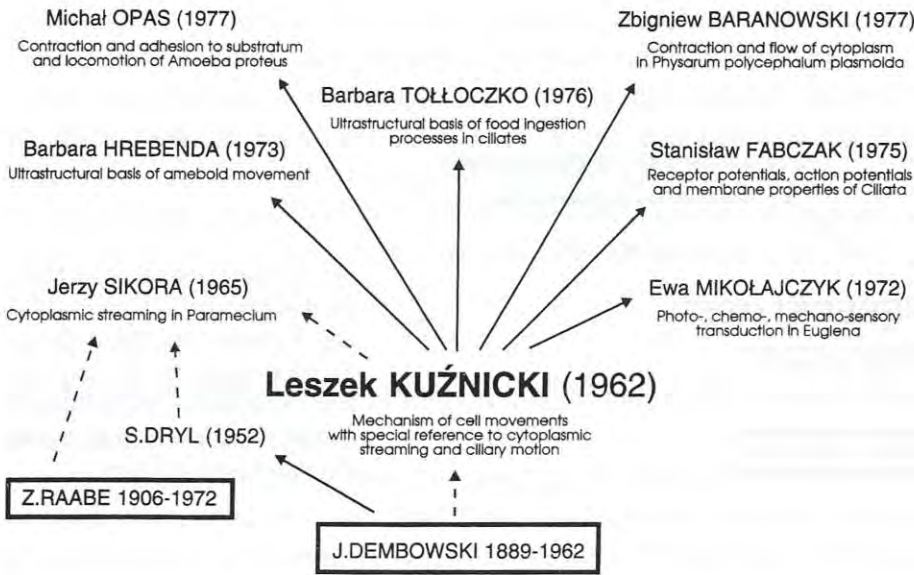 Michał OPAS (1977)
Contraction and adhesion to substratum
and locomotion of Amoeba proteus
Zbigniew BARANOWSKI (1977)
Contraction and flow of cytoplasm
in Physarum polycephalum plasmoida
Barbara TOŁŁOCZKO (1976)
Ultrastructural basis of food ingestion
processes in ciliates
Barbara HREBENDA (1973)
Ultrastructural basis of ameboid movement
Stanisław FABCZAK (1975)
Receptor potentials, action potentials
and membrane properties of Ciliata
Jerzy SIKORA (1965)
Cytoplasmic streaming in Paramecium
Ewa MIKOŁAJCZYK (1972)
Photo-, chemo-, mechano-sensory
transduction in Euglena
Leszek KUŹNICKI (1962)
Mechanism of cell movements
with special reference to cytoplasmic
streaming and ciliary motion
S.DRYL (1952)
Z.RAABE 1906-1972
J.DEMBOWSKI 1889-1962